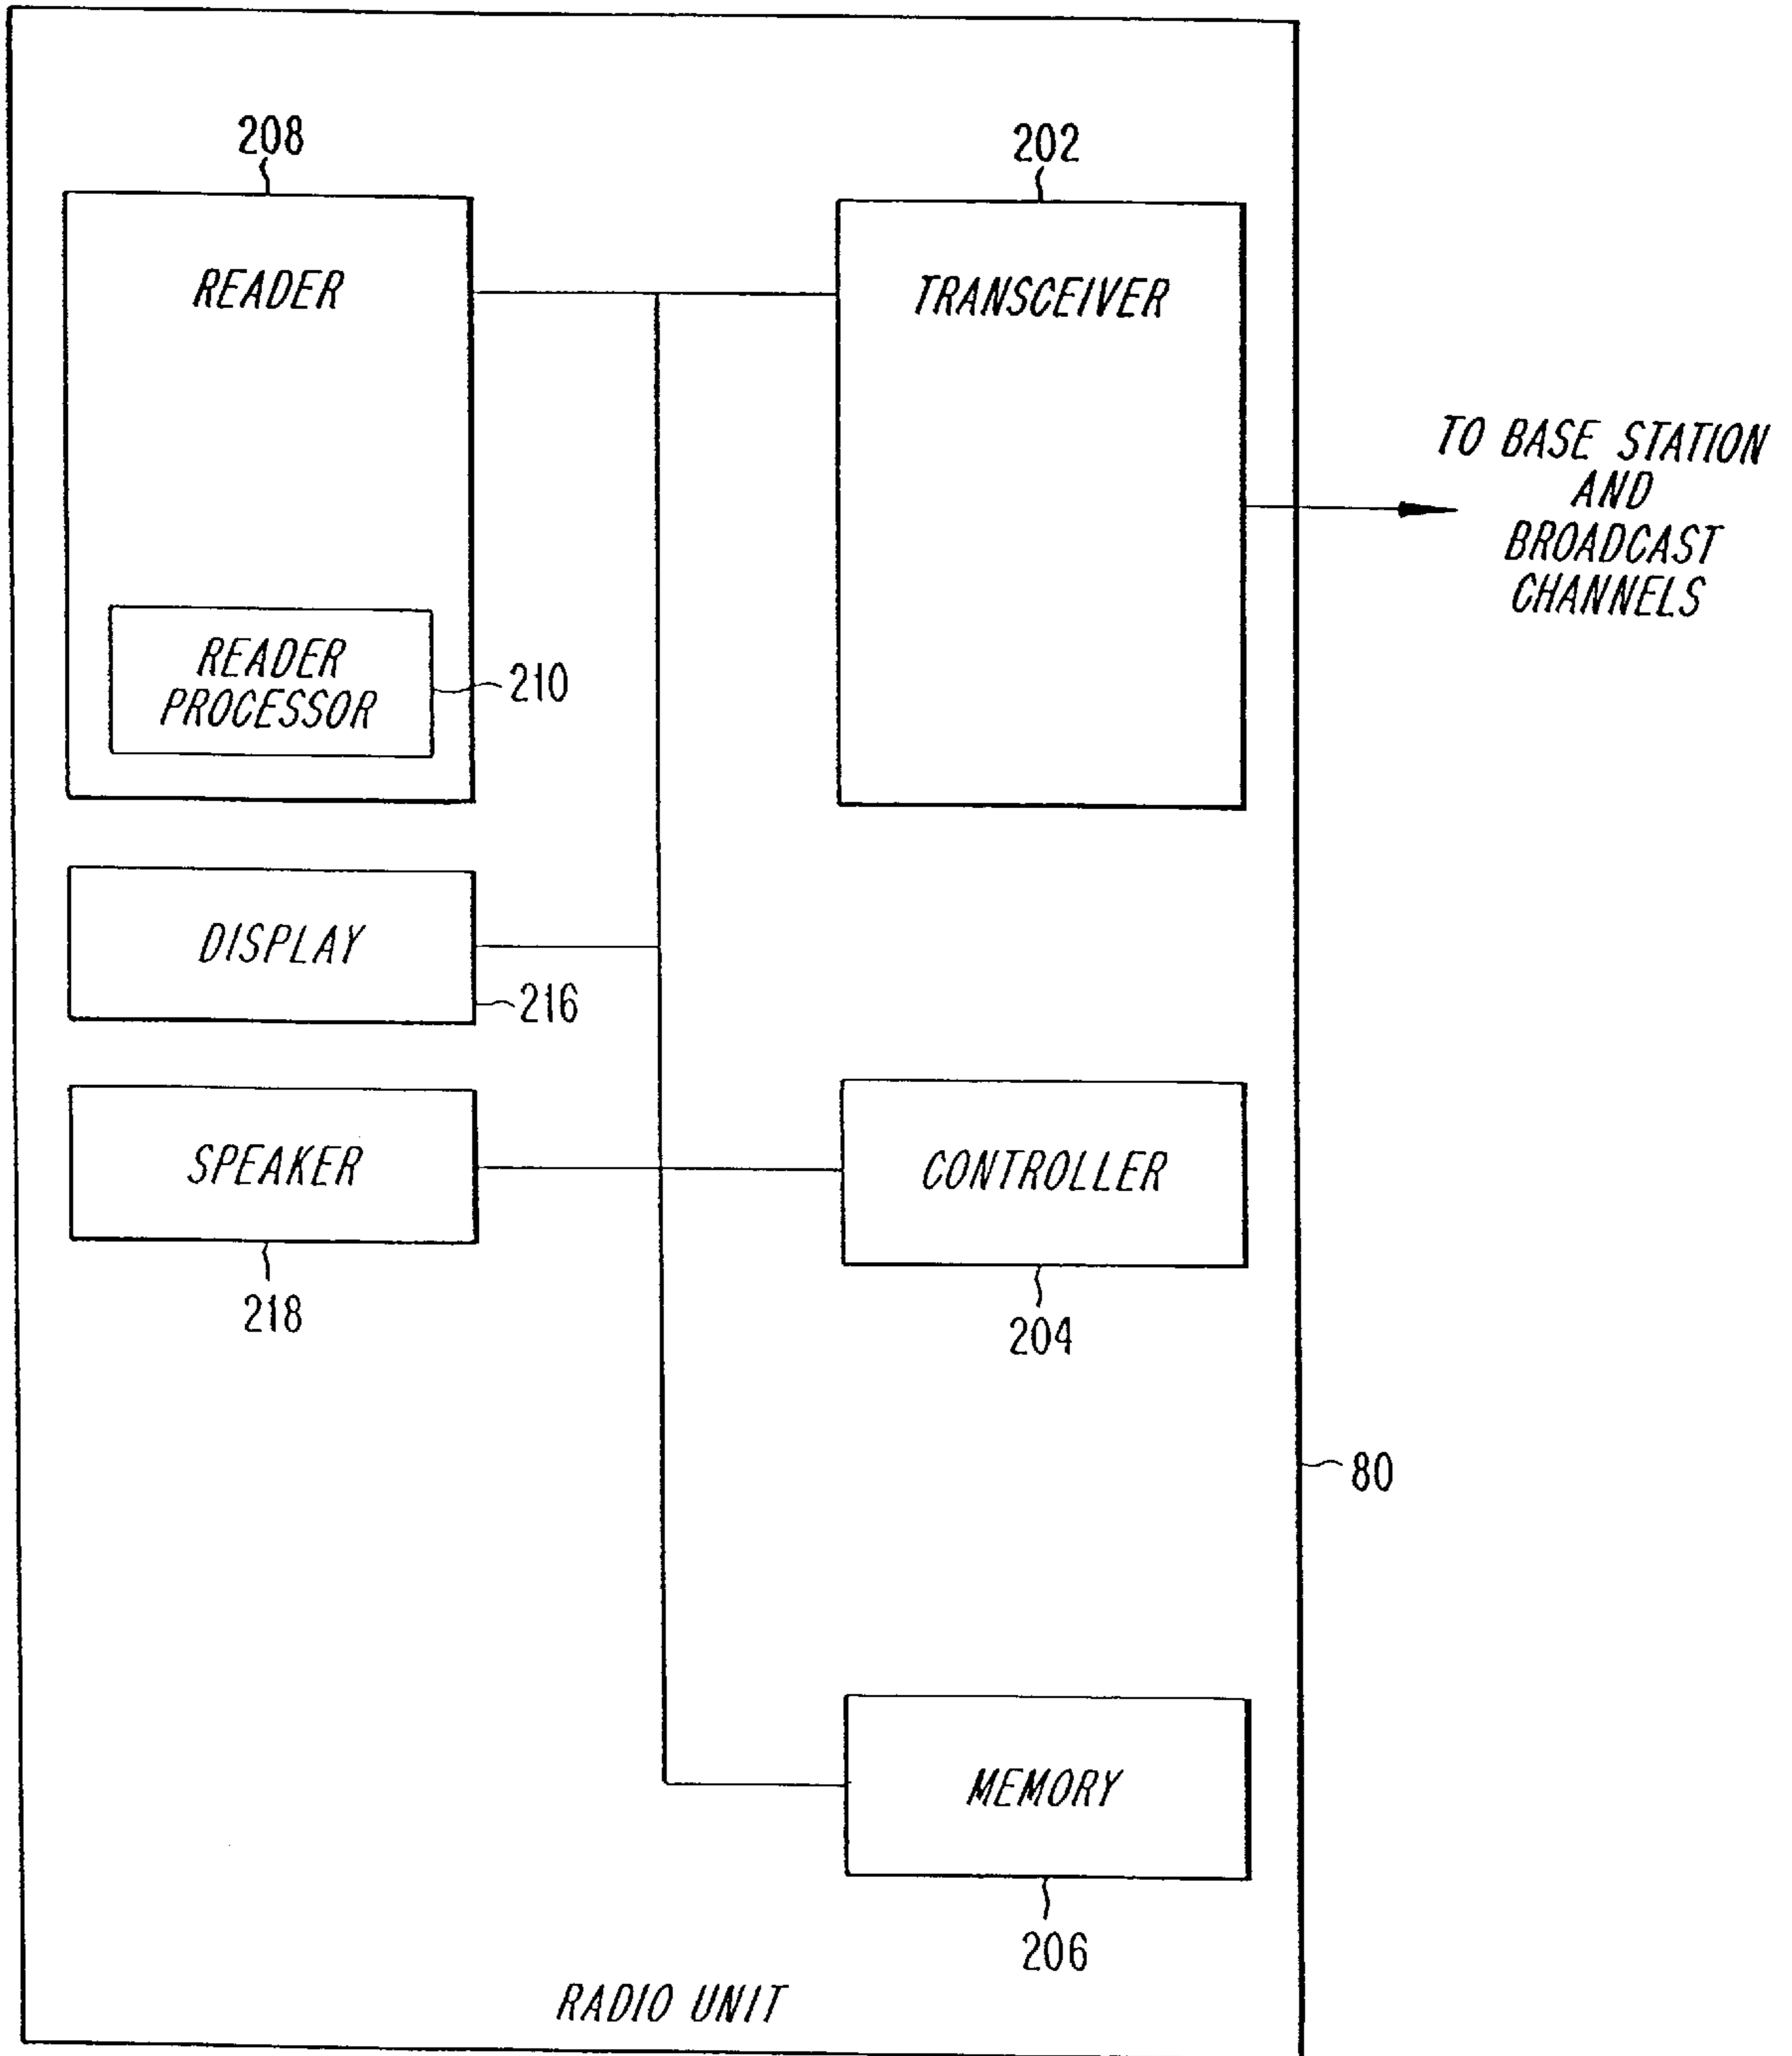 208
202
READER
TRANSCEIVER
TO BASE STATION
AND
BROADCAST
CHANNELS
READER
PROCESSOR
210
DISPLAY
216
SPEAKER
CONTROLLER
218
204
80
MEMORY
206
RADIO UNIT